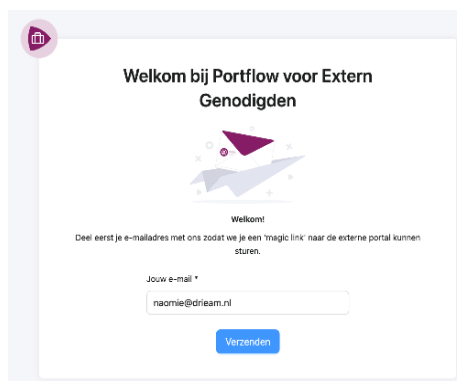 Welkom bij Portflow voor Extern
Genodigden
Welkom!
Deel eerst je e-mailadres met ons zodat we je een 'magic link' naar de externe portal kunnen
sturen.
Jouw e-mail *
naomie@drieam.nl
Verzenden